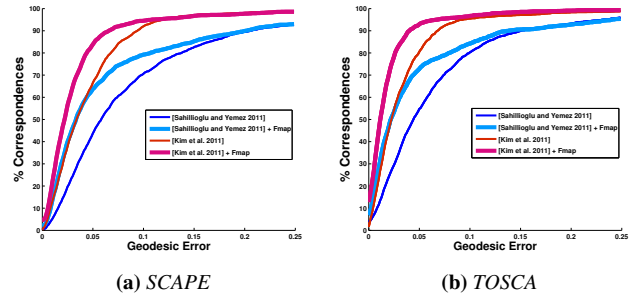 100
90
80
70
60
50
40
30
20
10
0
% Correspondences
[Sahillioglu and Yemez 2011]
[Sahillioglu and Yemez 2011] + Fmap
[Kim et al. 2011]
[Kim et al. 2011] + Fmap
0 0.05 0.1 0.15 0.2 0.25
Geodesic Error
(a) SCAPE
100
90
80
70
60
50
40
30
20
10
0
% Correspondences
[Sahillioglu and Yemez 2011]
[Sahillioglu and Yemez 2011] + Fmap
[Kim et al. 2011]
[Kim et al. 2011] + Fmap
0 0.05 0.1 0.15 0.2 0.25
Geodesic Error
(b) TOSCA